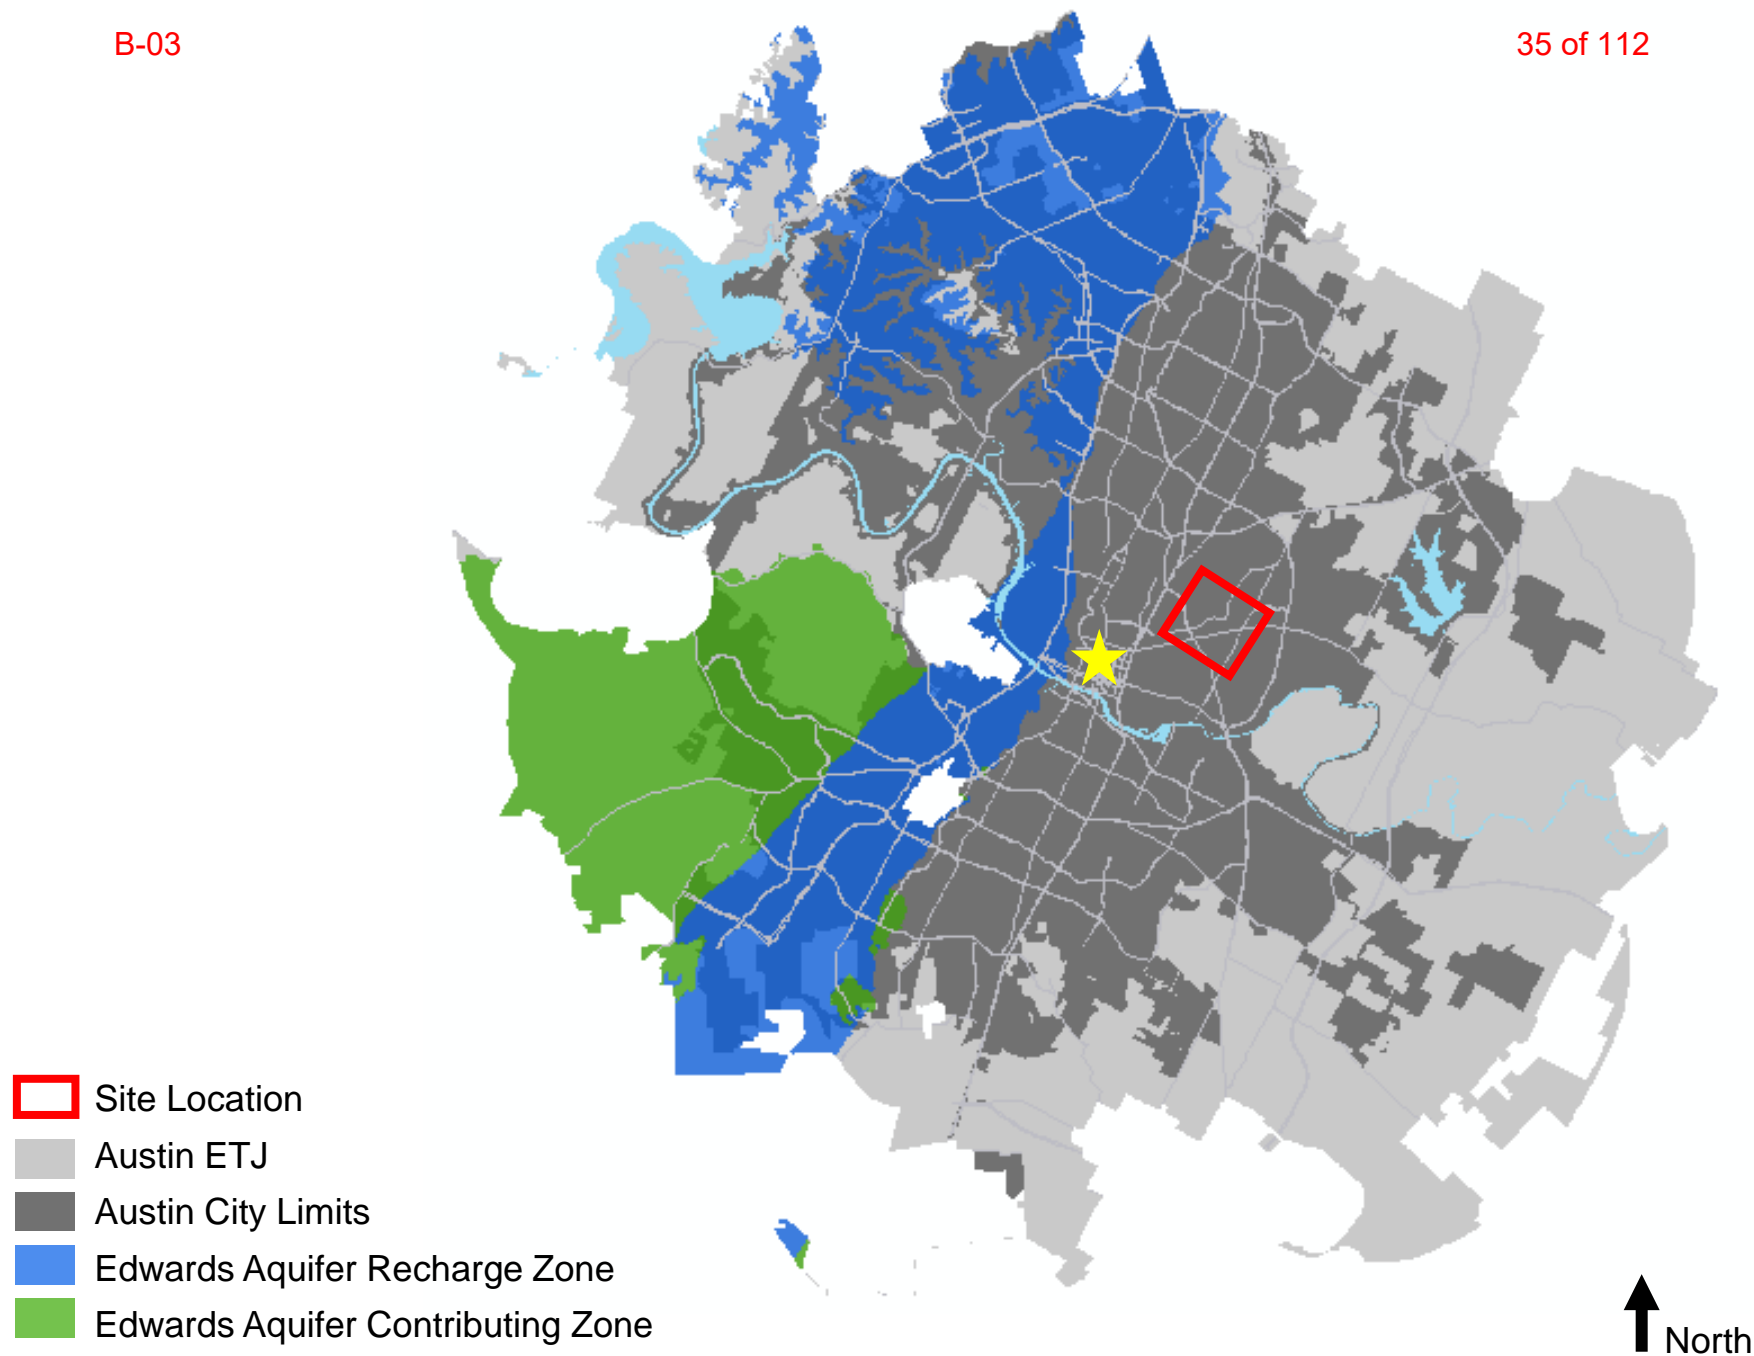 B-03
35 of 112
Site Location
Austin ETJ
Austin City Limits
Edwards Aquifer Recharge Zone
Edwards Aquifer Contributing Zone
North